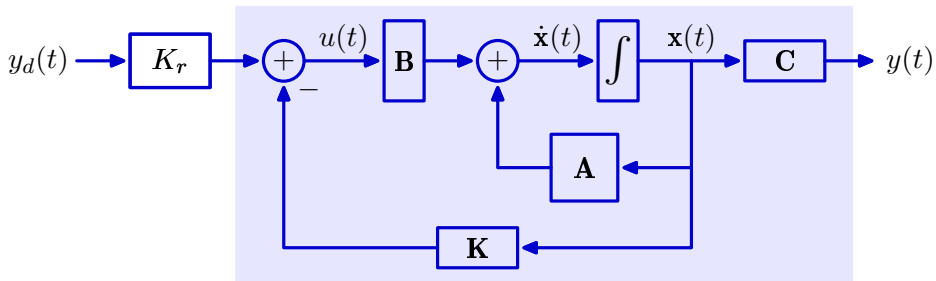 u(t) ẋ(t) x(t)
y_d(t) K_r + B + ∫ C y(t)
−
A
K